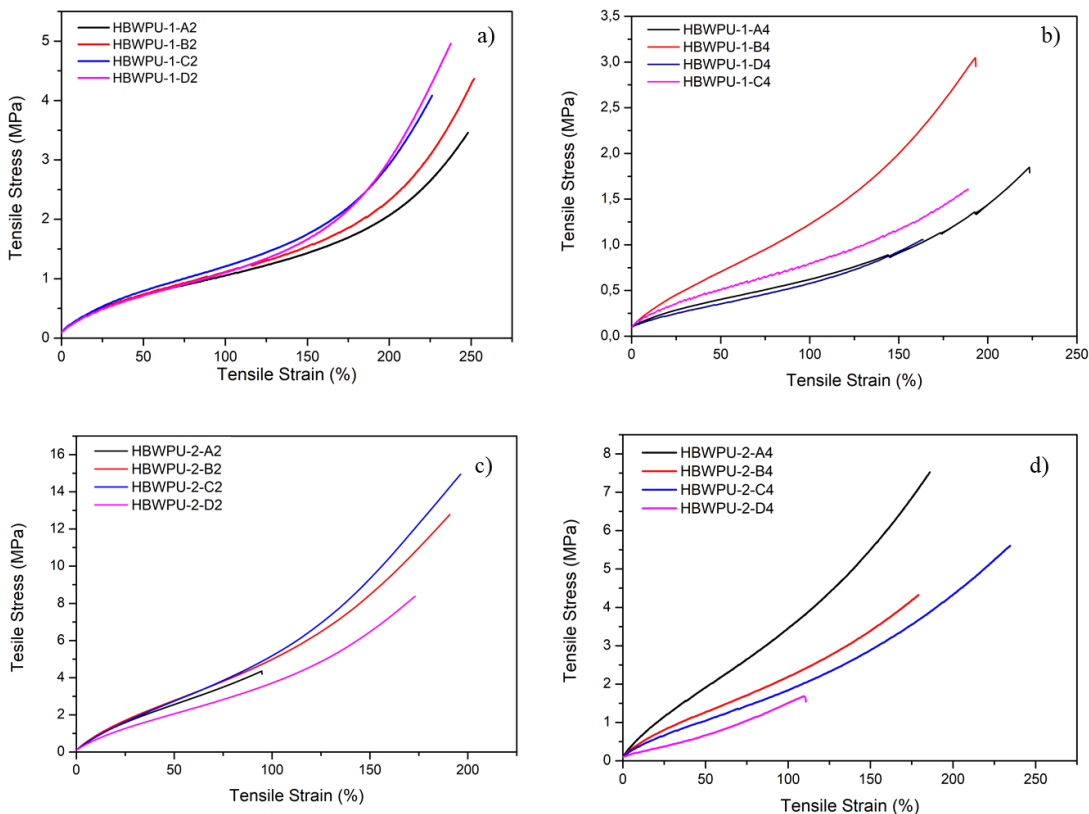 a)
HBWPU-1-A2
HBWPU-1-B2
HBWPU-1-C2
HBWPU-1-D2
Tensile Stress (MPa)
5
4
3
2
1
0
0 50 100 150 200 250
Tensile Strain (%)
b)
HBWPU-1-A4
HBWPU-1-B4
HBWPU-1-D4
HBWPU-1-C4
Tensile Stress (MPa)
3,5
3,0
2,5
2,0
1,5
1,0
0,5
0,0
0 50 100 150 200 250
Tensile Strain (%)
c)
HBWPU-2-A2
HBWPU-2-B2
HBWPU-2-C2
HBWPU-2-D2
Tesile Stress (MPa)
16
14
12
10
8
6
4
2
0
0 50 100 150 200
Tensile Strain (%)
d)
HBWPU-2-A4
HBWPU-2-B4
HBWPU-2-C4
HBWPU-2-D4
Tensile Stress (MPa)
8
7
6
5
4
3
2
1
0
0 50 100 150 200 250
Tensile Strain (%)